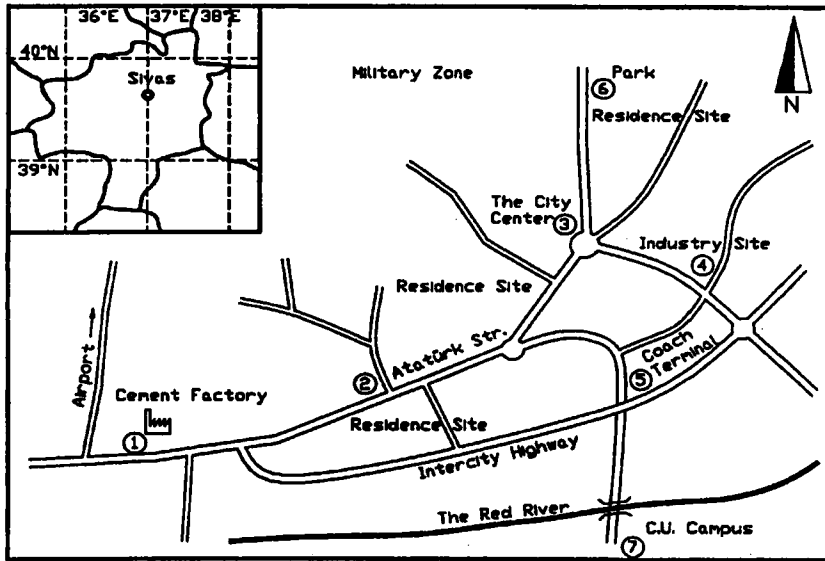 36°E 37°E 38°E
40°N
Sivas
39°N
Military Zone
Park
6
Residence Site
N
The City
Center 3
Industry Site
4
Residence Site
Atatürk Str.
Coach
Terminal
Airport
2
5
Cement Factory
1
Residence Site
Intercity Highway
The Red River
C.U. Campus
7